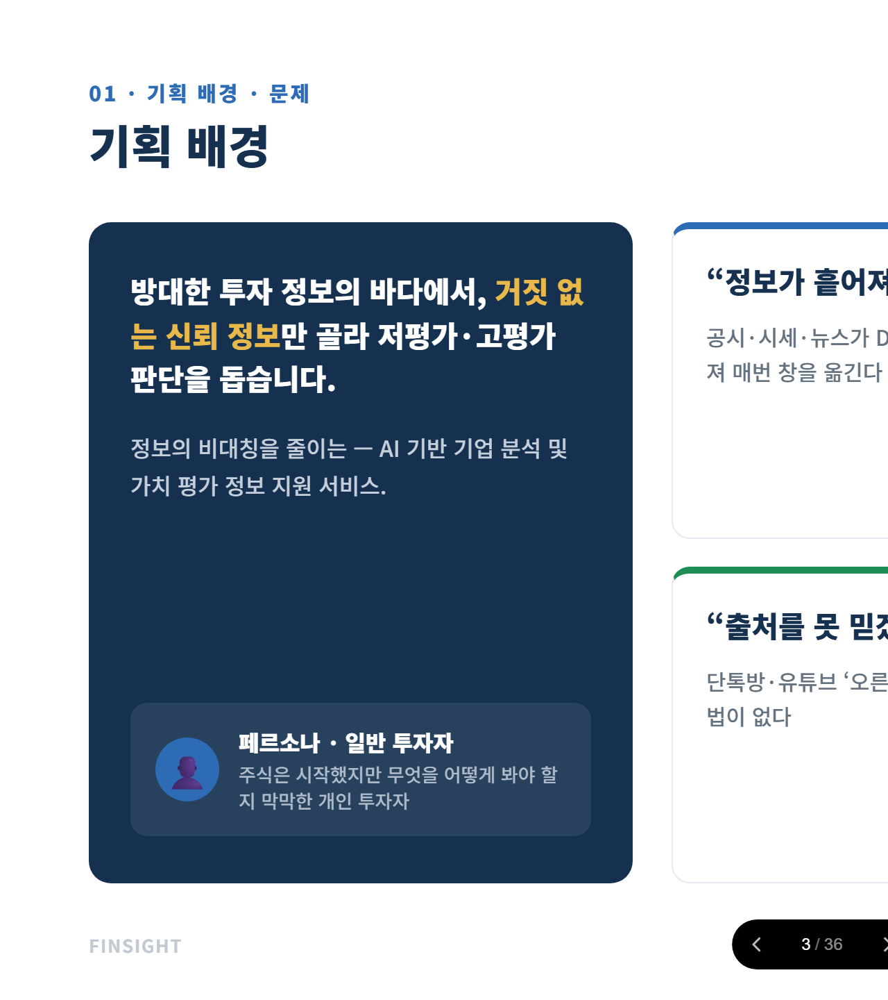 01 · 기획 배경 · 문제
기획 배경
방대한 투자 정보의 바다에서, 거짓 없
는 신뢰 정보만 골라 저평가·고평가
판단을 돕습니다.
정보의 비대칭을 줄이는 — AI 기반 기업 분석 및
가치 평가 정보 지원 서비스.
페르소나 · 일반 투자자
주식은 시작했지만 무엇을 어떻게 봐야 할
지 막막한 개인 투자자
“정보가 흩어져
공시·시세·뉴스가 D
져 매번 창을 옮긴다
“출처를 못 믿겠
단톡방·유튜브 ‘오른
법이 없다
FINSIGHT
3 / 36